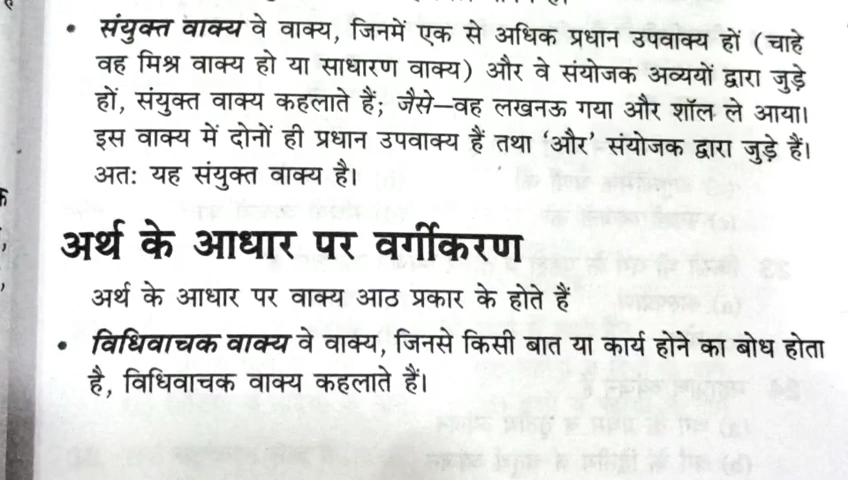 • संयुक्त वाक्य वे वाक्य, जिनमें एक से अधिक प्रधान उपवाक्य हों (चाहे
वह मिश्र वाक्य हो या साधारण वाक्य) और वे संयोजक अव्ययों द्वारा जुड़े
हों, संयुक्त वाक्य कहलाते हैं; जैसे—वह लखनऊ गया और शॉल ले आया।
इस वाक्य में दोनों ही प्रधान उपवाक्य हैं तथा ‘और’ संयोजक द्वारा जुड़े हैं।
अतः यह संयुक्त वाक्य है।
अर्थ के आधार पर वर्गीकरण
अर्थ के आधार पर वाक्य आठ प्रकार के होते हैं
• विधिवाचक वाक्य वे वाक्य, जिनसे किसी बात या कार्य होने का बोध होता
है, विधिवाचक वाक्य कहलाते हैं।